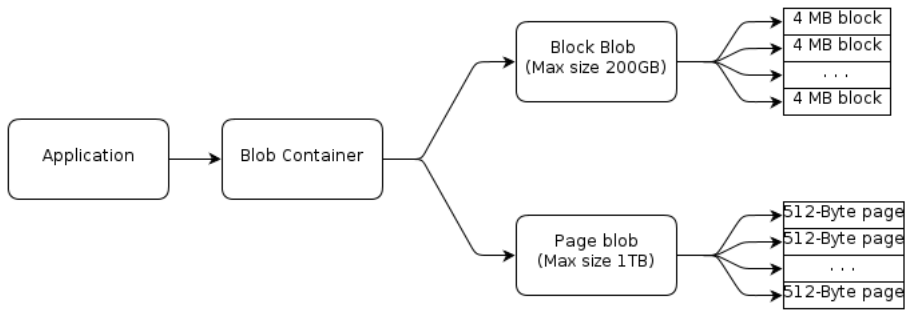 Application
Blob Container
Block Blob
(Max size 200GB)
4 MB block
4 MB block
. . .
4 MB block
Page blob
(Max size 1TB)
512-Byte page
512-Byte page
. . .
512-Byte page